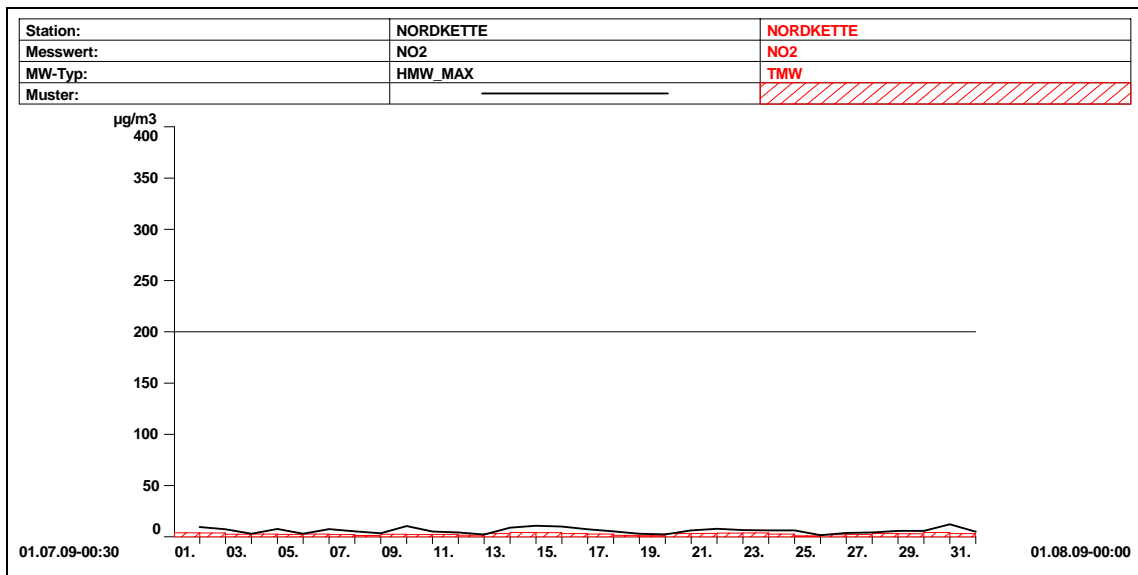 Station: NORDKETTE NORDKETTE
Messwert: NO2 NO2
MW-Typ: HMW_MAX TMW
Muster:
µg/m3
400
350
300
250
200
150
100
50
0
01.07.09-00:30 01. 03. 05. 07. 09. 11. 13. 15. 17. 19. 21. 23. 25. 27. 29. 31. 01.08.09-00:00